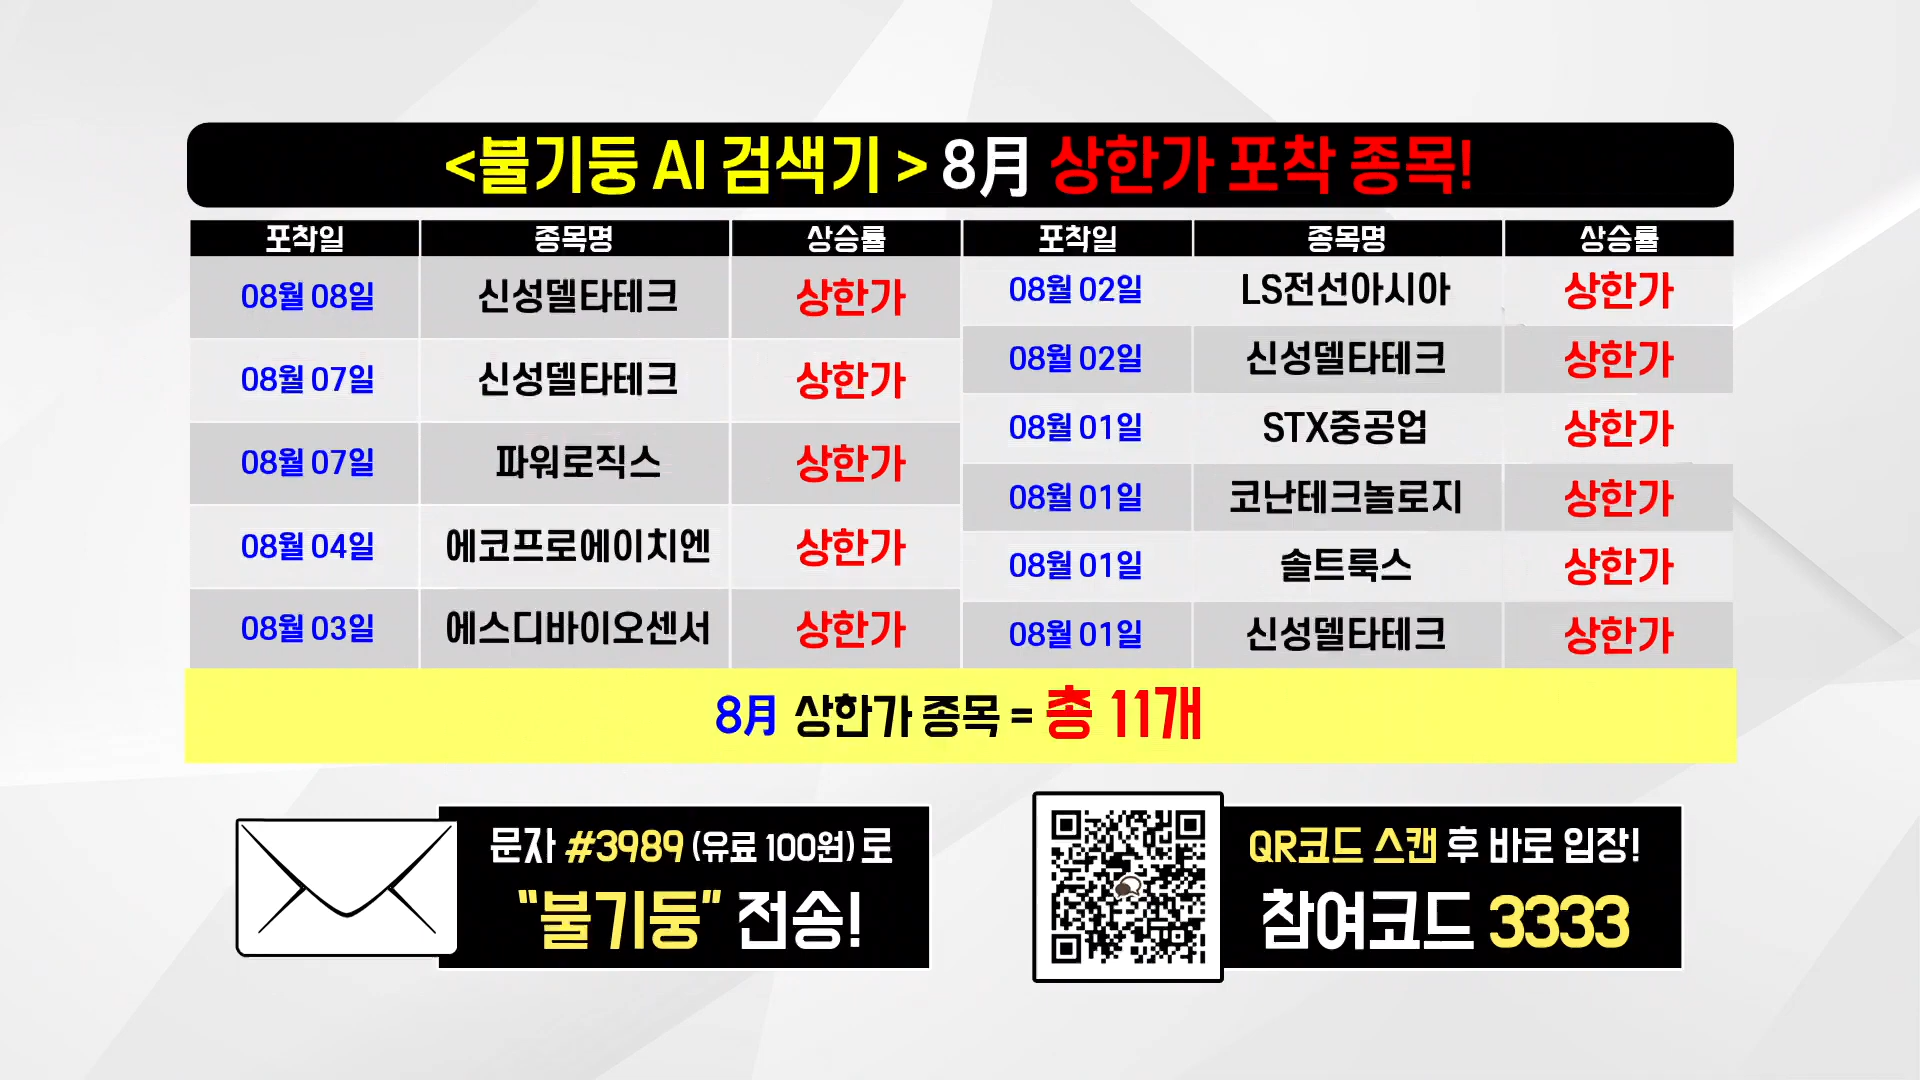 <불기둥 AI 검색기 > 8月 상한가 포착 종목!
포착일 종목명 상승률
08월 08일 신성델타테크 상한가
08월 07일 신성델타테크 상한가
08월 07일 파워로직스 상한가
08월 04일 에코프로에이치엔 상한가
08월 03일 에스디바이오센서 상한가
포착일 종목명 상승률
08월 02일 LS전선아시아 상한가
08월 02일 신성델타테크 상한가
08월 01일 STX중공업 상한가
08월 01일 코난테크놀로지 상한가
08월 01일 솔트룩스 상한가
08월 01일 신성델타테크 상한가
8月 상한가 종목 = 총 11개
문자 #3989 (유료 100원)로
“불기둥” 전송!
QR코드 스캔 후 바로 입장!
참여코드 3333